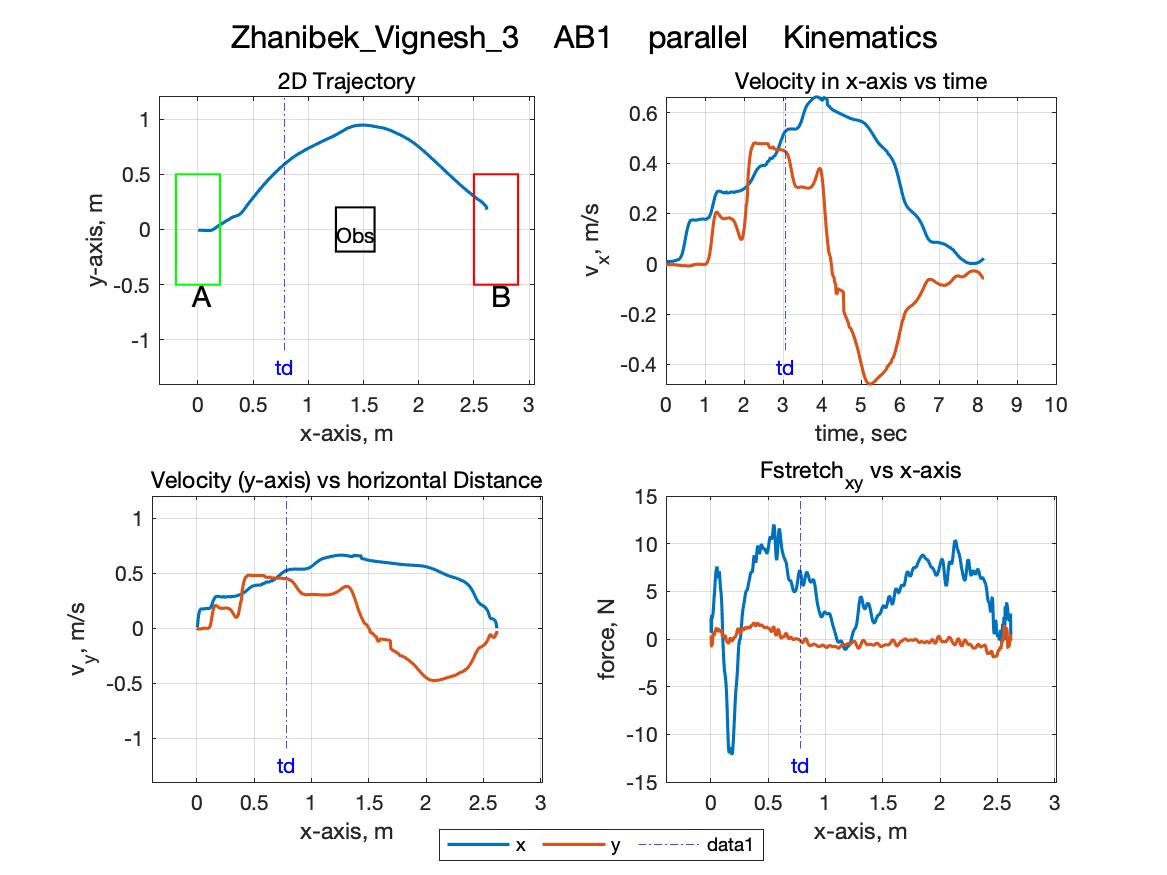 Zhanibek_Vignesh_3 AB1 parallel Kinematics
2D Trajectory
1
0.5
0
-0.5
-1
y-axis, m
Obs
A
B
td
0 0.5 1 1.5 2 2.5 3
x-axis, m
Velocity in x-axis vs time
0.6
0.4
0.2
0
-0.2
-0.4
v_x, m/s
td
0 1 2 3 4 5 6 7 8 9 10
time, sec
Velocity (y-axis) vs horizontal Distance
1
0.5
0
-0.5
-1
v_y, m/s
td
0 0.5 1 1.5 2 2.5 3
x-axis, m
Fstretch_xy vs x-axis
15
10
5
0
-5
-10
-15
force, N
td
0 0.5 1 1.5 2 2.5 3
x-axis, m
x y data1